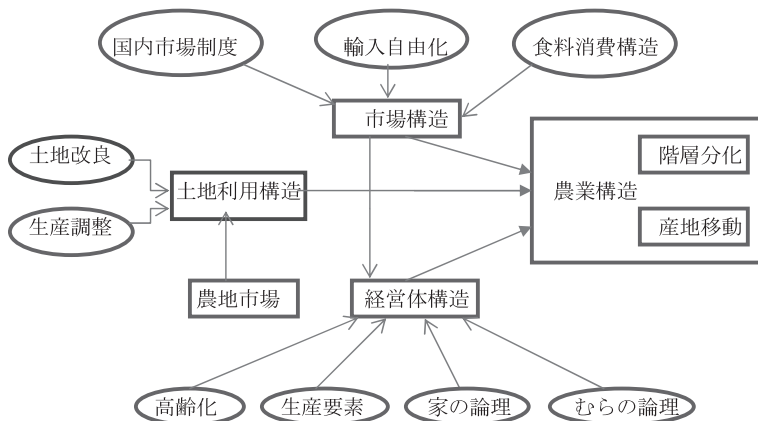 国内市場制度
輸入自由化
食料消費構造
市場構造
土地改良
階層分化
土地利用構造
農業構造
生産調整
産地移動
農地市場
経営体構造
高齢化
生産要素
家の論理
むらの論理